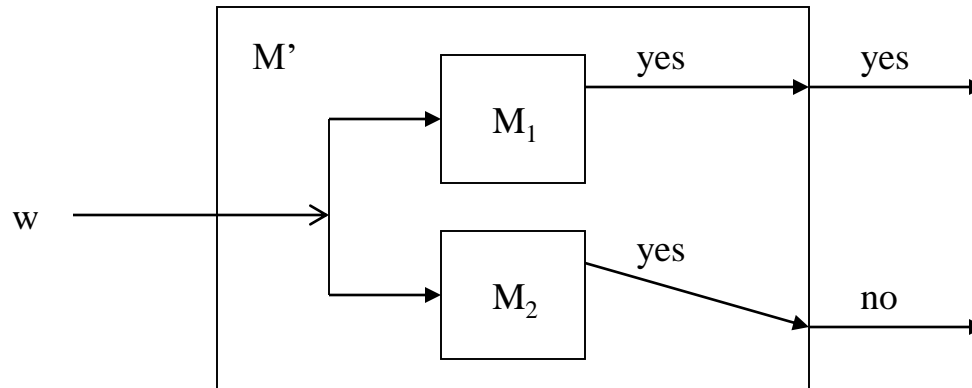 M’
yes
yes
M₁
w
yes
M₂
no